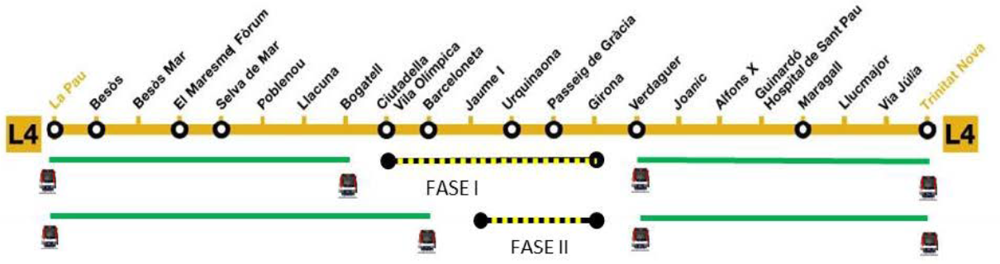 La Pau
Besòs
Besòs Mar
El Maresmel Fòrum
Selva de Mar
Poblenou
Llacuna
Bogatell
Ciutadella
Vila Olímpica
Barceloneta
Jaume I
Urquinaona
Passeig de Gràcia
Girona
Verdaguer
Joanic
Alfons X
Guinardó
Hospital de Sant Pau
Maragall
Llucmajor
Via Júlia
Trinitat Nova
L4
L4
FASE I
FASE II